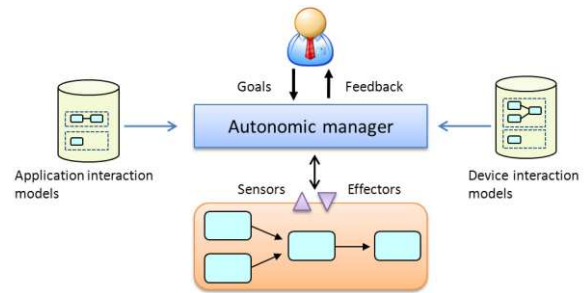 Goals
Feedback
Autonomic manager
Application interaction
models
Device interaction
models
Sensors
Effectors